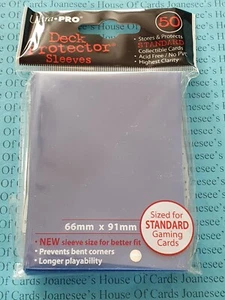 Ultra•PRO
50
Deck
Protector
Sleeves
• Stores & Protects
STANDARD
Collectible Cards
• Acid Free / No PVC
• Highest Clarity
66mm x 91mm
• NEW sleeve size for better fit
• Prevents bent corners
• Longer playability
Sized for
STANDARD
Gaming
Cards
Joanesee's House Of Cards